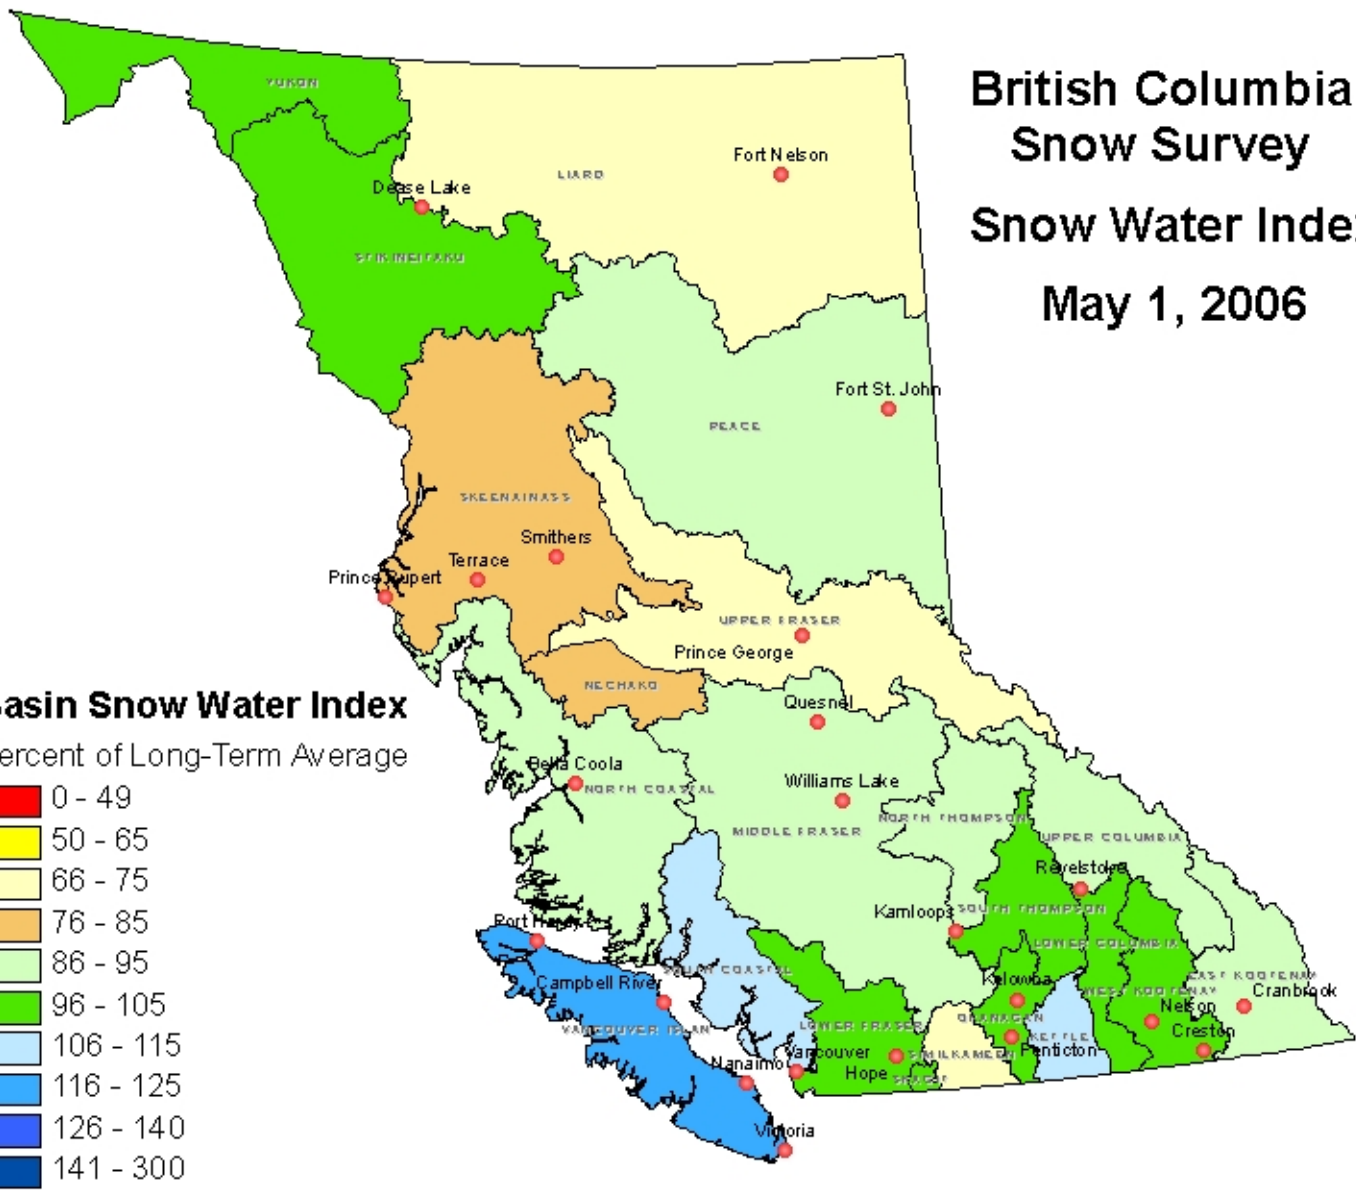 British Columbia
Snow Survey
Snow Water Index
May 1, 2006
YUKON
Fort Nelson
LIARD
Dease Lake
STIKINE/TAKU
Fort St. John
PEACE
SKEENA/NASS
Smithers
Terrace
Prince Rupert
UPPER FRASER
Prince George
NECHAKO
Quesnel
Bella Coola
NORTH COASTAL
Williams Lake
NORTH THOMPSON
MIDDLE FRASER
UPPER COLUMBIA
Revelstoke
Kamloops
SOUTH THOMPSON
Port Hardy
LOWER COLUMBIA
SOUTH COASTAL
EAST KOOTENAY
Campbell River
Kelowna
WEST KOOTENAY
Cranbrook
Nelson
OKANAGAN
VANCOUVER ISLAN
LOWER FRASER
Creston
KETTLE
Vancouver
SIMILKAMEEN
Penticton
Nanaimo
Hope
SKAGIT
Victoria
Basin Snow Water Index
ercent of Long-Term Average
0 - 49
50 - 65
66 - 75
76 - 85
86 - 95
96 - 105
106 - 115
116 - 125
126 - 140
141 - 300